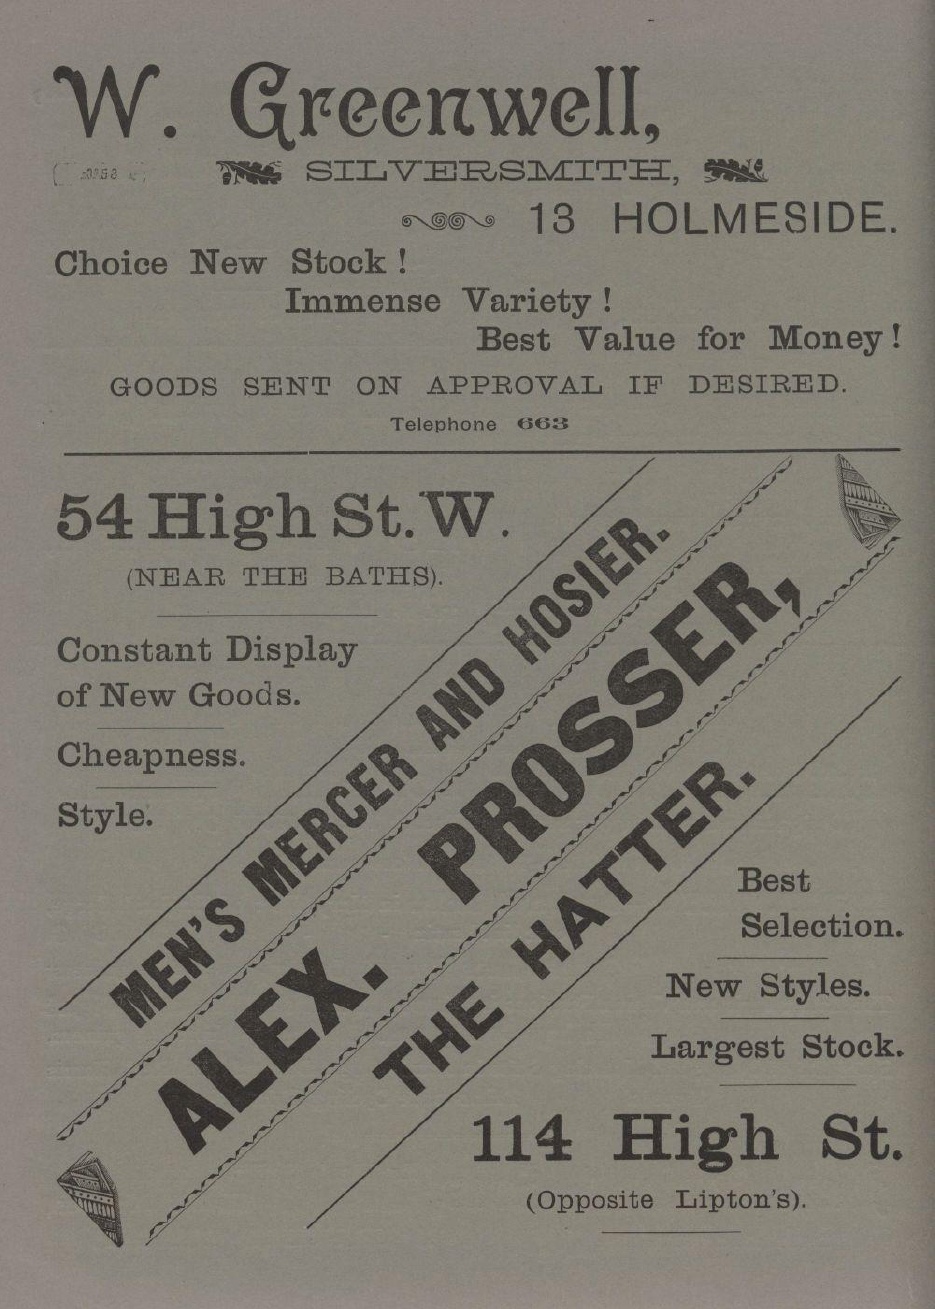 W. Greenwell,
SILVERSMITH,
13 HOLMESIDE.
Choice New Stock!
Immense Variety!
Best Value for Money!
GOODS SENT ON APPROVAL IF DESIRED.
Telephone 663
54 High St. W.
(NEAR THE BATHS).
Constant Display
of New Goods.
Cheapness.
Style.
MEN'S MERCER AND HOSIER.
ALEX. PROSSER,
THE HATTER.
Best
Selection.
New Styles.
Largest Stock.
114 High St.
(Opposite Lipton's).